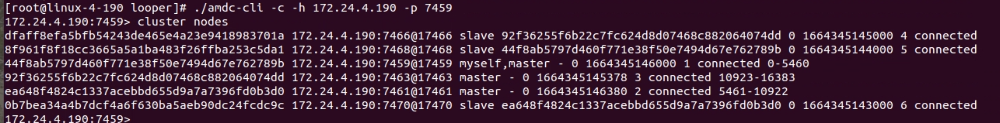 [root@linux-4-190 looper]# ./amdc-cli -c -h 172.24.4.190 -p 7459
172.24.4.190:7459> cluster nodes
dfaff8efa5bfb54243de465e4a23e9418983701a 172.24.4.190:7466@17466 slave 92f36255f6b22c7fc624d8d07468c882064074dd 0 1664345145000 4 connected
8f961f8f18cc3665a5a1ba483f26ffba253c5da1 172.24.4.190:7468@17468 slave 44f8ab5797d460f771e38f50e7494d67e762789b 0 1664345144000 5 connected
44f8ab5797d460f771e38f50e7494d67e762789b 172.24.4.190:7459@17459 myself,master - 0 1664345146000 1 connected 0-5460
92f36255f6b22c7fc624d8d07468c882064074dd 172.24.4.190:7463@17463 master - 0 1664345145378 3 connected 10923-16383
ea648f4824c1337acebbd655d9a7a7396fd0b3d0 172.24.4.190:7461@17461 master - 0 1664345146380 2 connected 5461-10922
0b7bea34a4b7dcf4a6f630ba5aeb90dc24fcdc9c 172.24.4.190:7470@17470 slave ea648f4824c1337acebbd655d9a7a7396fd0b3d0 0 1664345143000 6 connected
172.24.4.190:7459>